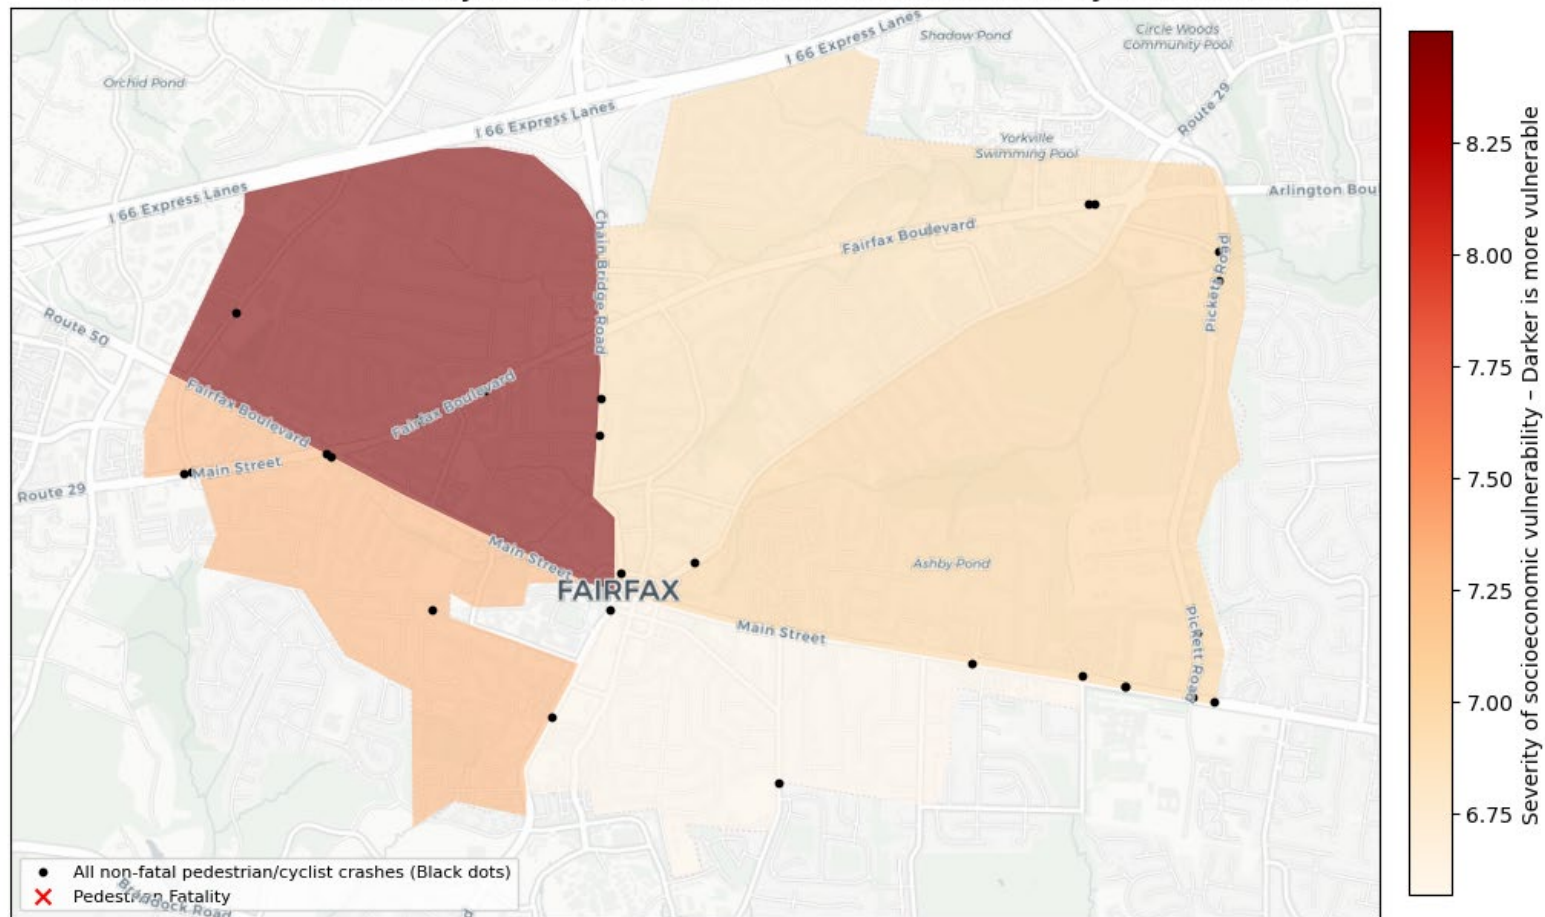 I 66 Express Lanes
Shadow Pond
Circle Woods
Community Pool
Orchid Pond
I 66 Express Lanes
Route 29
Yorkville
Swimming Pool
I 66 Express Lanes
Arlington Bou
Chain Bridge Road
Fairfax Boulevard
Pickett Road
Route 50
Fairfax Boulevard
Fairfax Boulevard
Main Street
Route 29
Main Street
Ashby Pond
FAIRFAX
Main Street
Pickett Road
All non-fatal pedestrian/cyclist crashes (Black dots)
Fatality
Road
8.25
8.00
7.75
7.50
7.25
7.00
6.75
Severity of socioeconomic vulnerability – Darker is more vulnerable